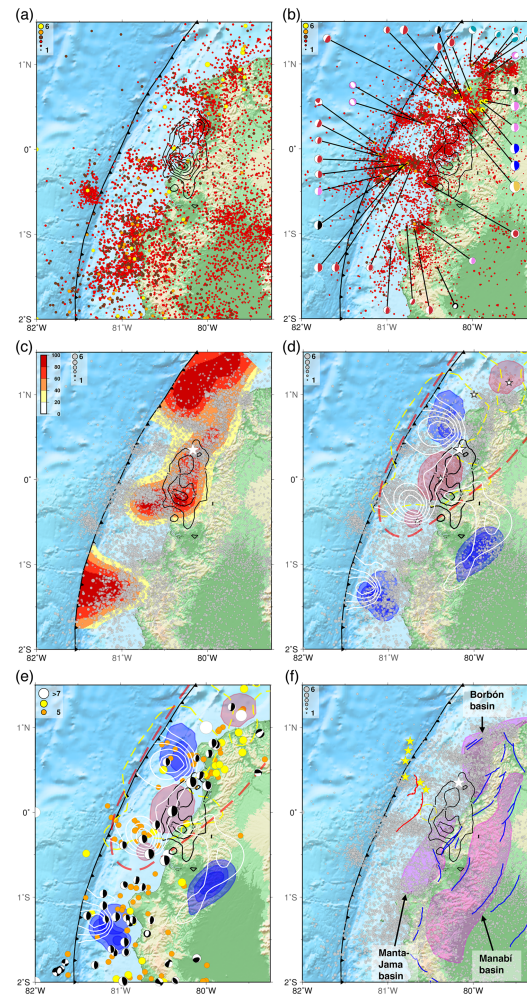 (a)
6
1
1˚N
0˚
1˚S
2˚S
82˚W
81˚W
80˚W
(b)
6
1
1˚N
0˚
1˚S
2˚S
82˚W
81˚W
80˚W
(c)
100
80
60
40
20
0
6
1
1˚N
0˚
1˚S
2˚S
82˚W
81˚W
80˚W
(d)
6
1
1˚N
0˚
1˚S
2˚S
82˚W
81˚W
80˚W
(e)
>7
5
1˚N
0˚
1˚S
2˚S
82˚W
81˚W
80˚W
(f)
6
1
Borbón
basin
1˚N
0˚
1˚S
Manta-
Jama
basin
Manabí
basin
2˚S
82˚W
81˚W
80˚W